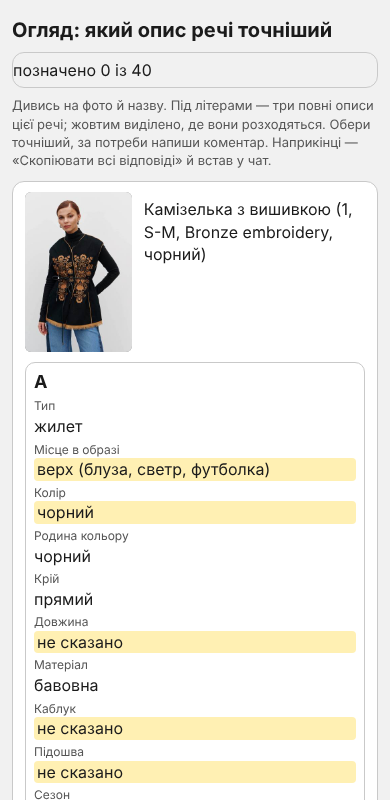 Огляд: який опис речі точніший
позначено 0 із 40
Дивись на фото й назву. Під літерами — три повні описи
цієї речі; жовтим виділено, де вони розходяться. Обери
точніший, за потреби напиши коментар. Наприкінці —
«Скопіювати всі відповіді» й встав у чат.
Камізелька з вишивкою (1,
S-M, Bronze embroidery,
чорний)
A
Тип
жилет
Місце в образі
верх (блуза, светр, футболка)
Колір
чорний
Родина кольору
чорний
Крій
прямий
Довжина
не сказано
Матеріал
бавовна
Каблук
не сказано
Підошва
не сказано
Сезон